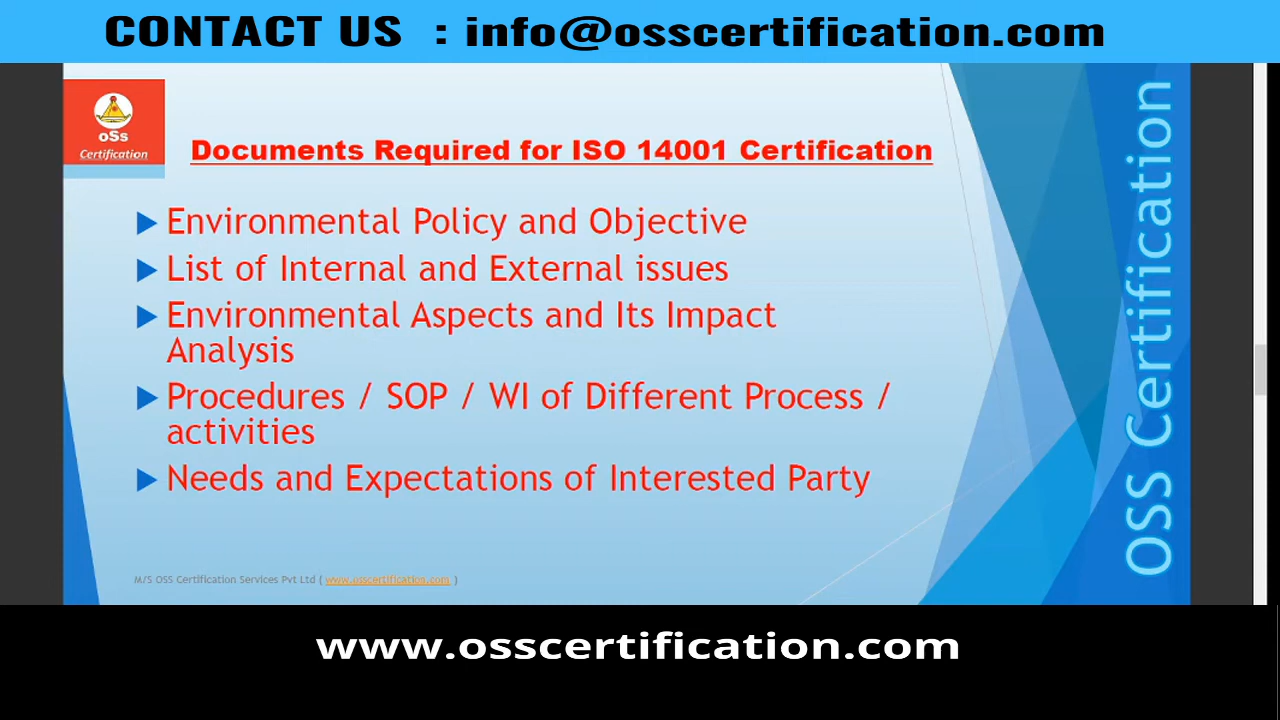 CONTACT US : info@osscertification.com
oSs
Certification
Documents Required for ISO 14001 Certification
Environmental Policy and Objective
List of Internal and External issues
Environmental Aspects and Its Impact
Analysis
Procedures / SOP / WI of Different Process /
activities
Needs and Expectations of Interested Party
OSS Certification
M/S OSS Certification Services Pvt Ltd ( www.osscertification.com )
www.osscertification.com